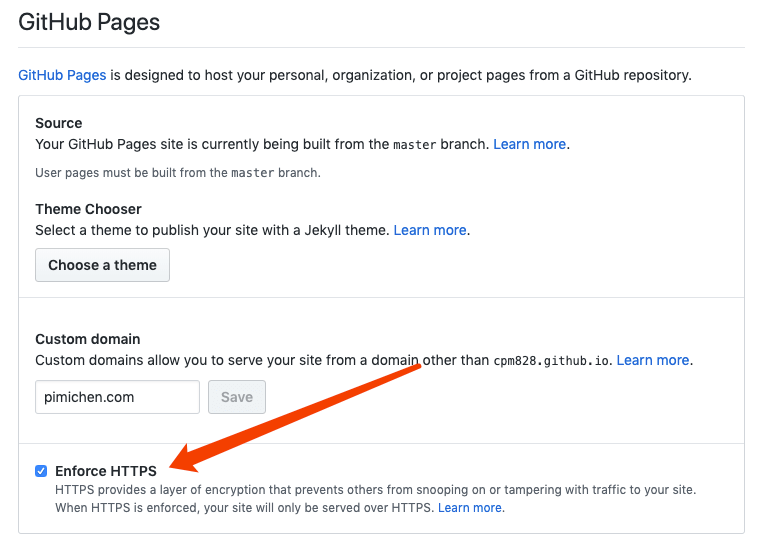 GitHub Pages
GitHub Pages is designed to host your personal, organization, or project pages from a GitHub repository.
Source
Your GitHub Pages site is currently being built from the master branch. Learn more.
User pages must be built from the master branch.
Theme Chooser
Select a theme to publish your site with a Jekyll theme. Learn more.
Choose a theme
Custom domain
Custom domains allow you to serve your site from a domain other than cpm828.github.io. Learn more.
pimichen.com Save
Enforce HTTPS
HTTPS provides a layer of encryption that prevents others from snooping on or tampering with traffic to your site.
When HTTPS is enforced, your site will only be served over HTTPS. Learn more.